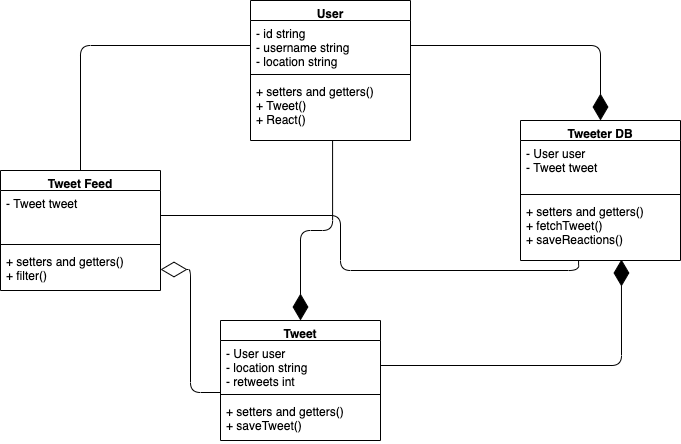 User
- id string
- username string
- location string
+ setters and getters()
+ Tweet()
+ React()
Tweeter DB
- User user
- Tweet tweet
+ setters and getters()
+ fetchTweet()
+ saveReactions()
Tweet Feed
- Tweet tweet
+ setters and getters()
+ filter()
Tweet
- User user
- location string
- retweets int
+ setters and getters()
+ saveTweet()